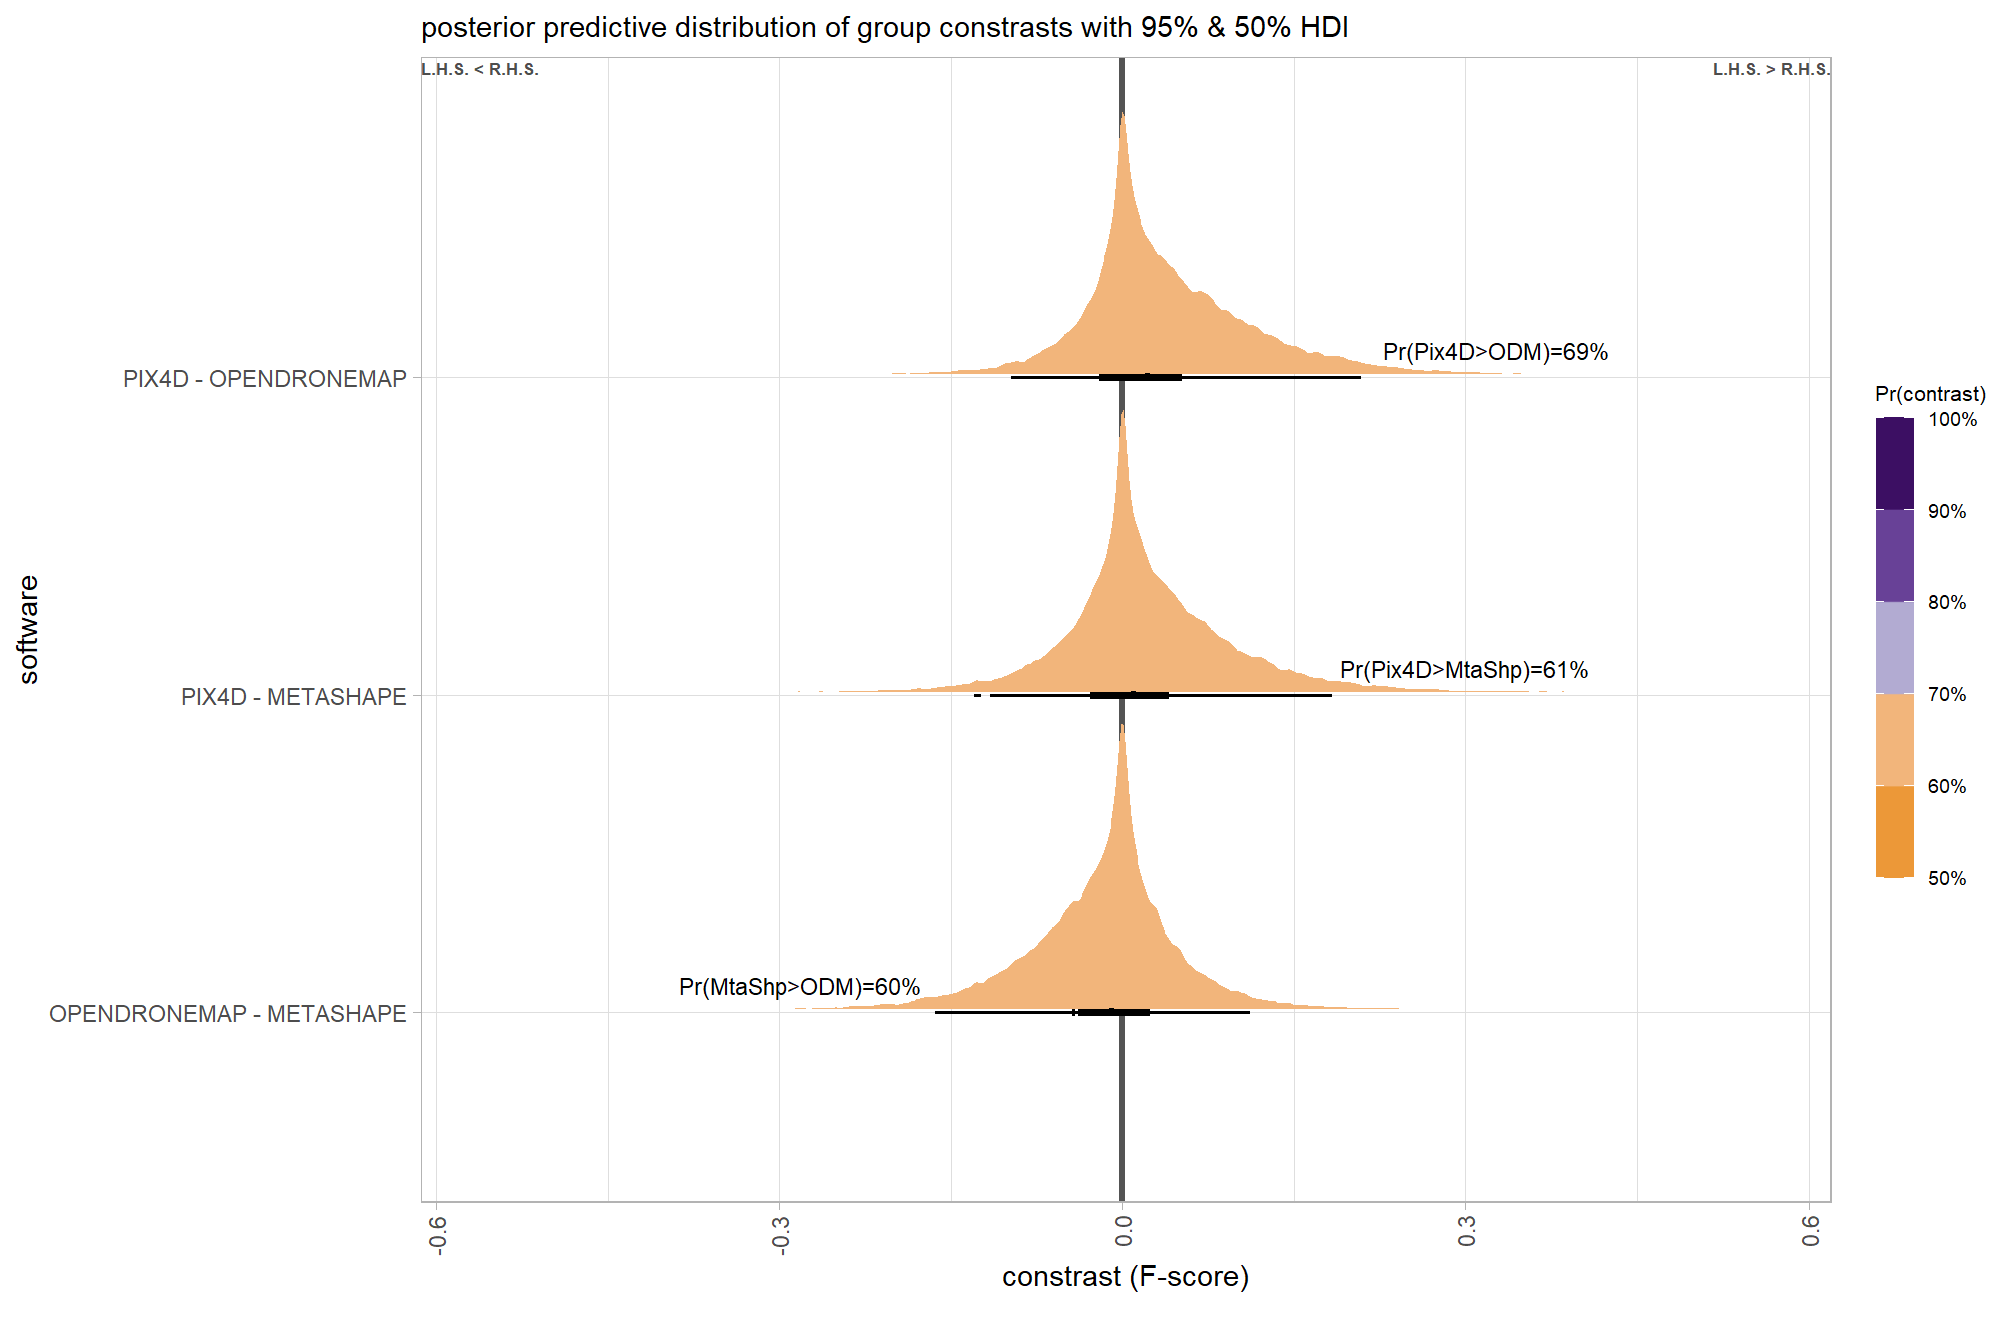 posterior predictive distribution of group constrasts with 95% & 50% HDI
L.H.S. < R.H.S.
L.H.S. > R.H.S.
Pr(Pix4D>ODM)=69%
PIX4D - OPENDRONEMAP
Pr(Pix4D>MtaShp)=61%
PIX4D - METASHAPE
Pr(MtaShp>ODM)=60%
OPENDRONEMAP - METASHAPE
software
-0.6
-0.3
0.0
0.3
0.6
constrast (F-score)
Pr(contrast)
100%
90%
80%
70%
60%
50%